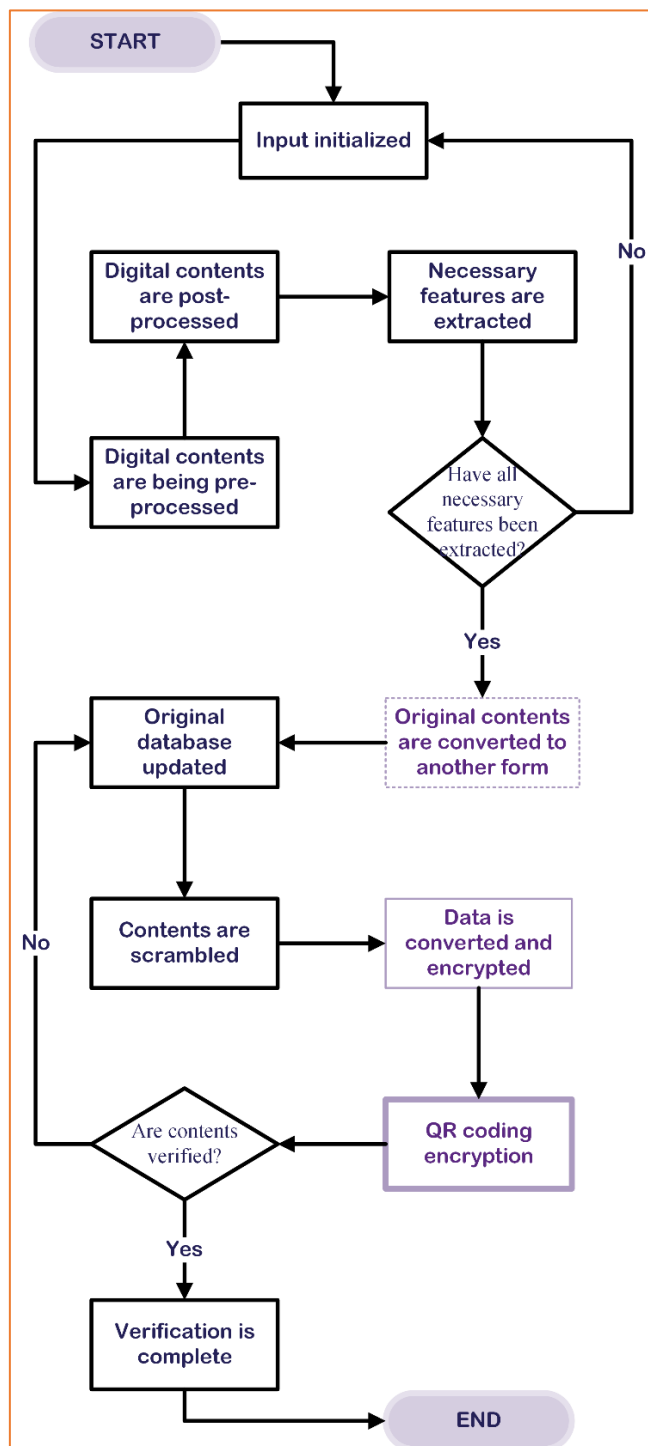 START
Input initialized
No
Digital contents
are post-
processed
Necessary
features are
extracted
Digital contents
are being pre-
processed
Have all
necessary
features been
extracted?
Yes
Original
database
updated
Original contents
are converted to
another form
No
Contents are
scrambled
Data is
converted and
encrypted
Are contents
verified?
QR coding
encryption
Yes
Verification is
complete
END